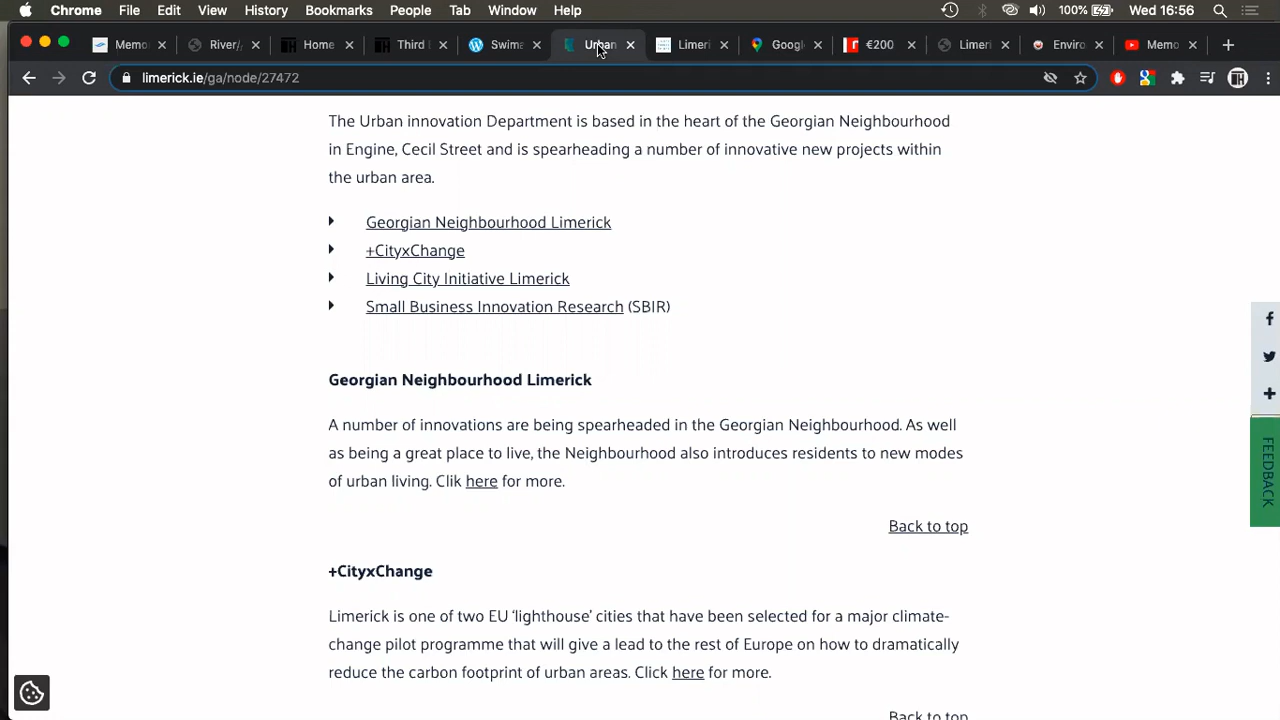 Chrome File Edit View History Bookmarks People Tab Window Help 100% Wed 16:56
Memo River/ Home Third L Swima Urban Limeri Googl €200 Limeri Enviro Memo
limerick.ie/ga/node/27472
The Urban innovation Department is based in the heart of the Georgian Neighbourhood
in Engine, Cecil Street and is spearheading a number of innovative new projects within
the urban area.
Georgian Neighbourhood Limerick
+CityxChange
Living City Initiative Limerick
Small Business Innovation Research (SBIR)
Georgian Neighbourhood Limerick
A number of innovations are being spearheaded in the Georgian Neighbourhood. As well
as being a great place to live, the Neighbourhood also introduces residents to new modes
of urban living. Clik here for more.
Back to top
+CityxChange
Limerick is one of two EU ‘lighthouse’ cities that have been selected for a major climate-
change pilot programme that will give a lead to the rest of Europe on how to dramatically
reduce the carbon footprint of urban areas. Click here for more.
Back to top
FEEDBACK